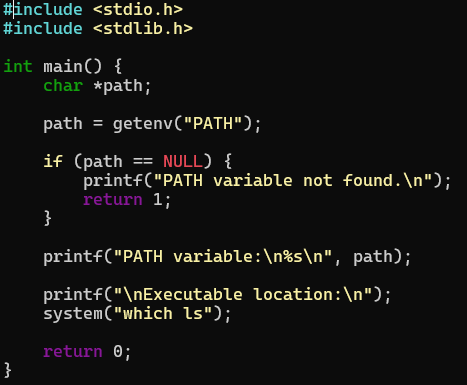 #include <stdio.h>
#include <stdlib.h>

int main() {
    char *path;

    path = getenv("PATH");

    if (path == NULL) {
        printf("PATH variable not found.\n");
        return 1;
    }

    printf("PATH variable:\n%s\n", path);

    printf("\nExecutable location:\n");
    system("which ls");

    return 0;
}